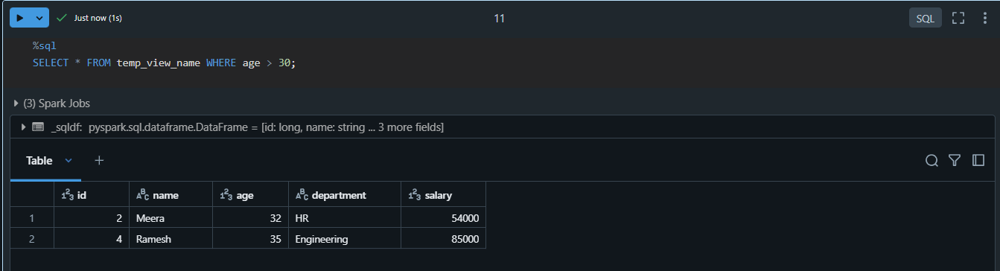 Just now (1s)
11
SQL
%sql
SELECT * FROM temp_view_name WHERE age > 30;
(3) Spark Jobs
_sqldf: pyspark.sql.dataframe.DataFrame = [id: long, name: string ... 3 more fields]
Table
id name age department salary
1 2 Meera 32 HR 54000
2 4 Ramesh 35 Engineering 85000